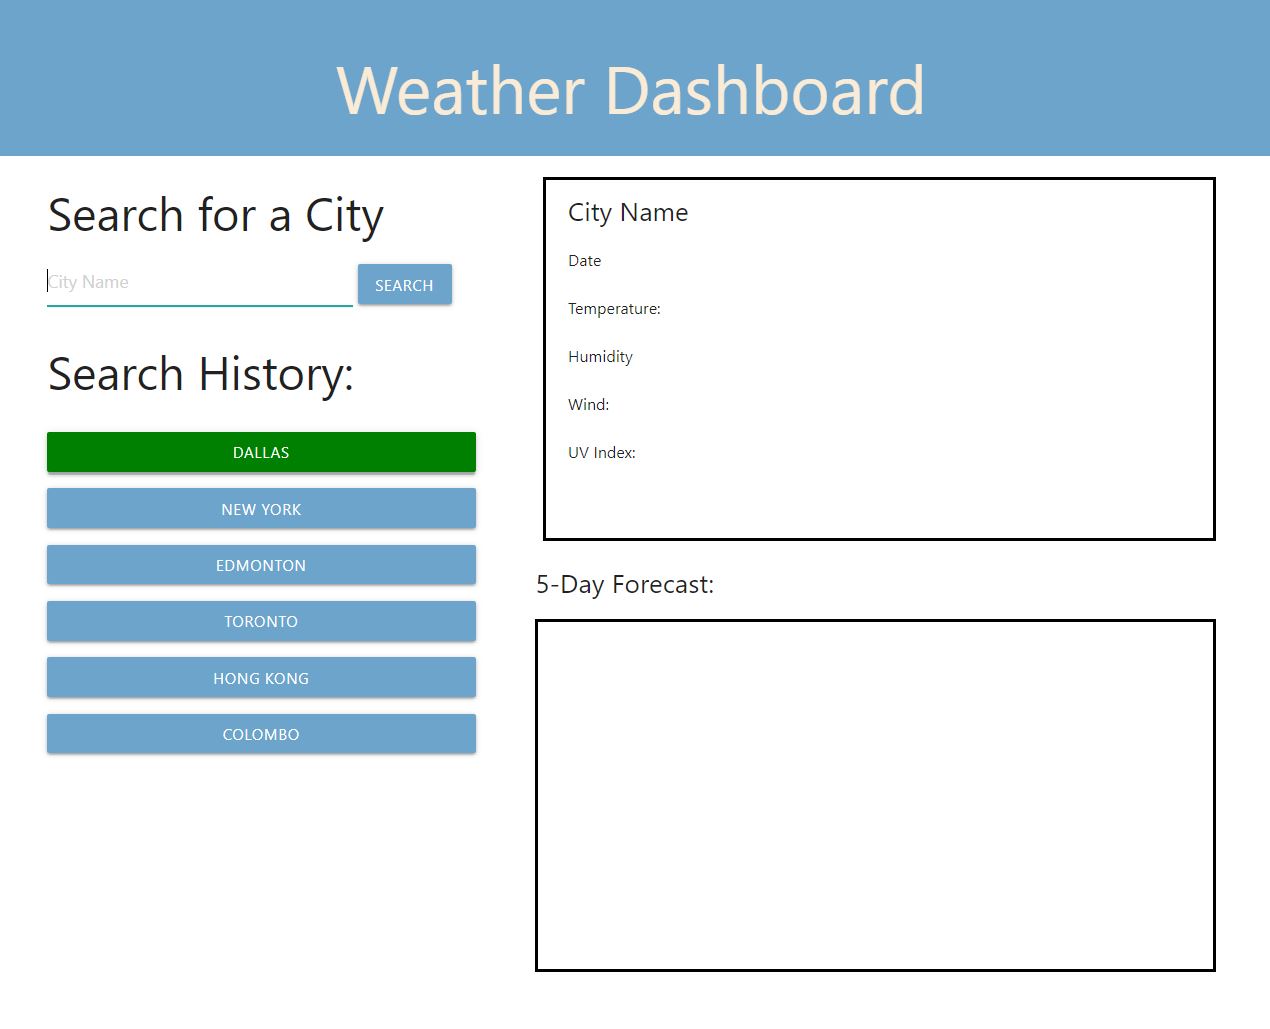 Weather Dashboard
Search for a City
City Name
SEARCH
Search History:
DALLAS
NEW YORK
EDMONTON
TORONTO
HONG KONG
COLOMBO
City Name
Date
Temperature:
Humidity
Wind:
UV Index:
5-Day Forecast: